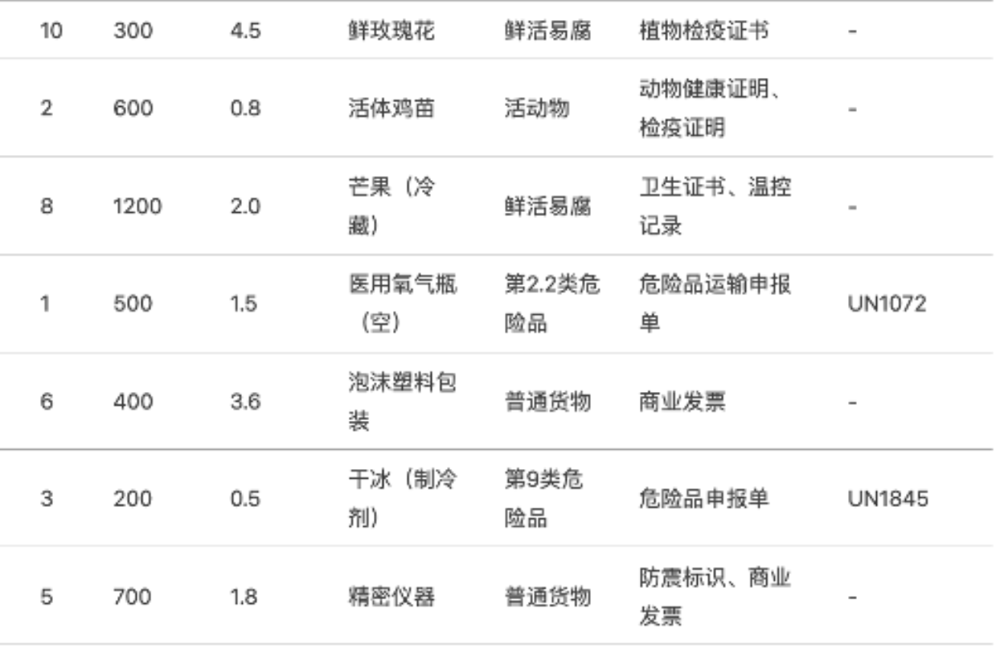 10 300 4.5 鲜玫瑰花 鲜活易腐 植物检疫证书 -
2 600 0.8 活体鸡苗 活动物 动物健康证明、
检疫证明 -
8 1200 2.0 芒果（冷
藏） 鲜活易腐 卫生证书、温控
记录 -
1 500 1.5 医用氧气瓶
（空） 第2.2类危
险品 危险品运输申报
单 UN1072
6 400 3.6 泡沫塑料包
装 普通货物 商业发票 -
3 200 0.5 干冰（制冷
剂） 第9类危
险品 危险品申报单 UN1845
5 700 1.8 精密仪器 普通货物 防震标识、商业
发票 -